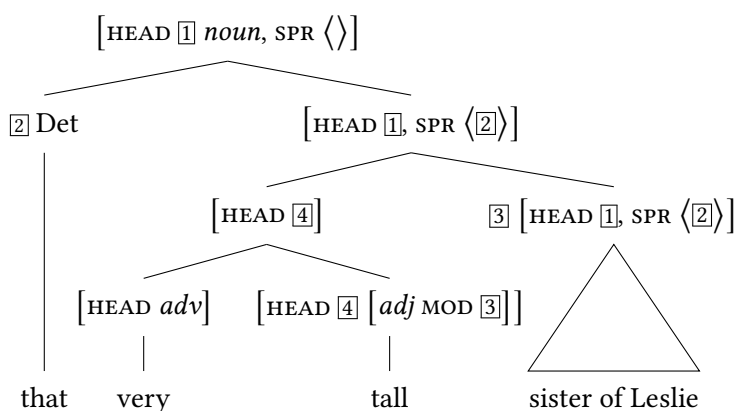 [HEAD 1 noun, SPR ⟨⟩]
2 Det [HEAD 1, SPR ⟨2⟩]
[HEAD 4] 3 [HEAD 1, SPR ⟨2⟩]
[HEAD adv] [HEAD 4 [adj MOD 3]]
that very tall sister of Leslie